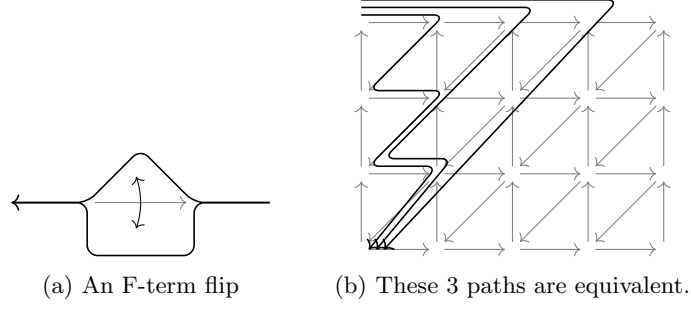 (a) An F-term flip
(b) These 3 paths are equivalent.